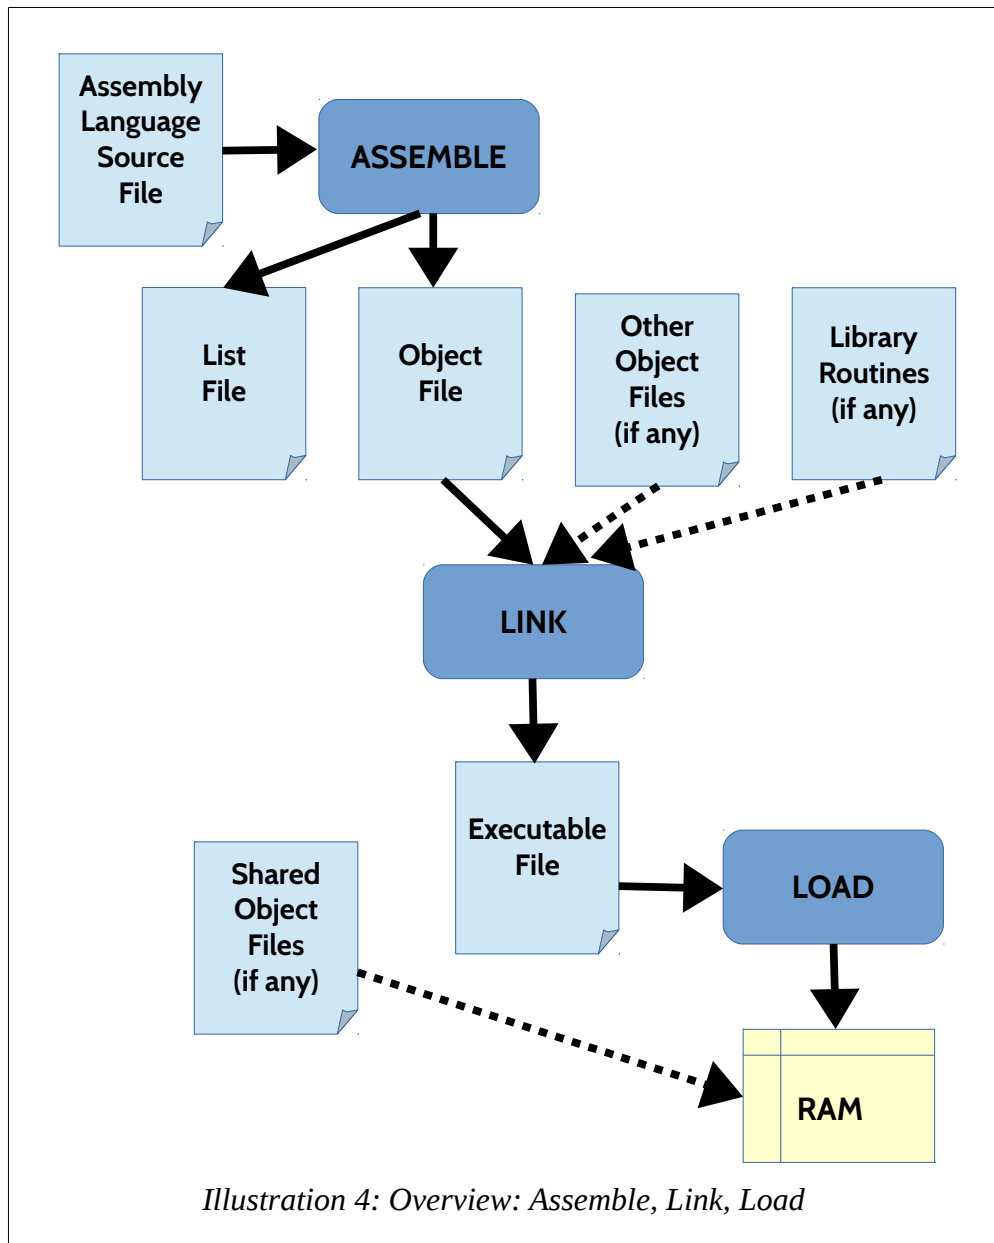 Assembly
Language
Source
File
ASSEMBLE
List
File
Object
File
Other
Object
Files
(if any)
Library
Routines
(if any)
LINK
Executable
File
Shared
Object
Files
(if any)
LOAD
RAM
Illustration 4: Overview: Assemble, Link, Load